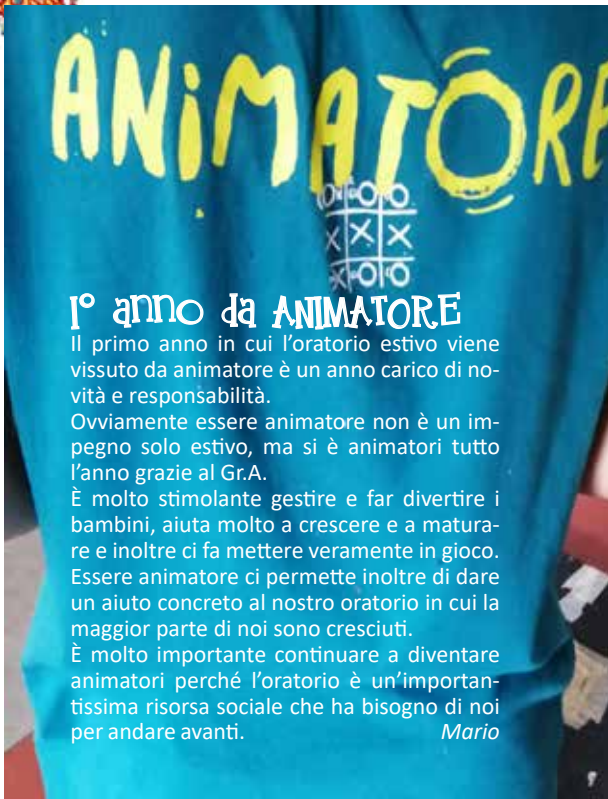 ANiMATORE
O O O
X X X
X O O
1° anno da ANIMATORE
Il primo anno in cui l'oratorio estivo viene
vissuto da animatore è un anno carico di no-
vità e responsabilità.
Ovviamente essere animatore non è un im-
pegno solo estivo, ma si è animatori tutto
l'anno grazie al Gr.A.
È molto stimolante gestire e far divertire i
bambini, aiuta molto a crescere e a matura-
re e inoltre ci fa mettere veramente in gioco.
Essere animatore ci permette inoltre di dare
un aiuto concreto al nostro oratorio in cui la
maggior parte di noi sono cresciuti.
È molto importante continuare a diventare
animatori perché l'oratorio è un'importan-
tissima risorsa sociale che ha bisogno di noi
per andare avanti. Mario